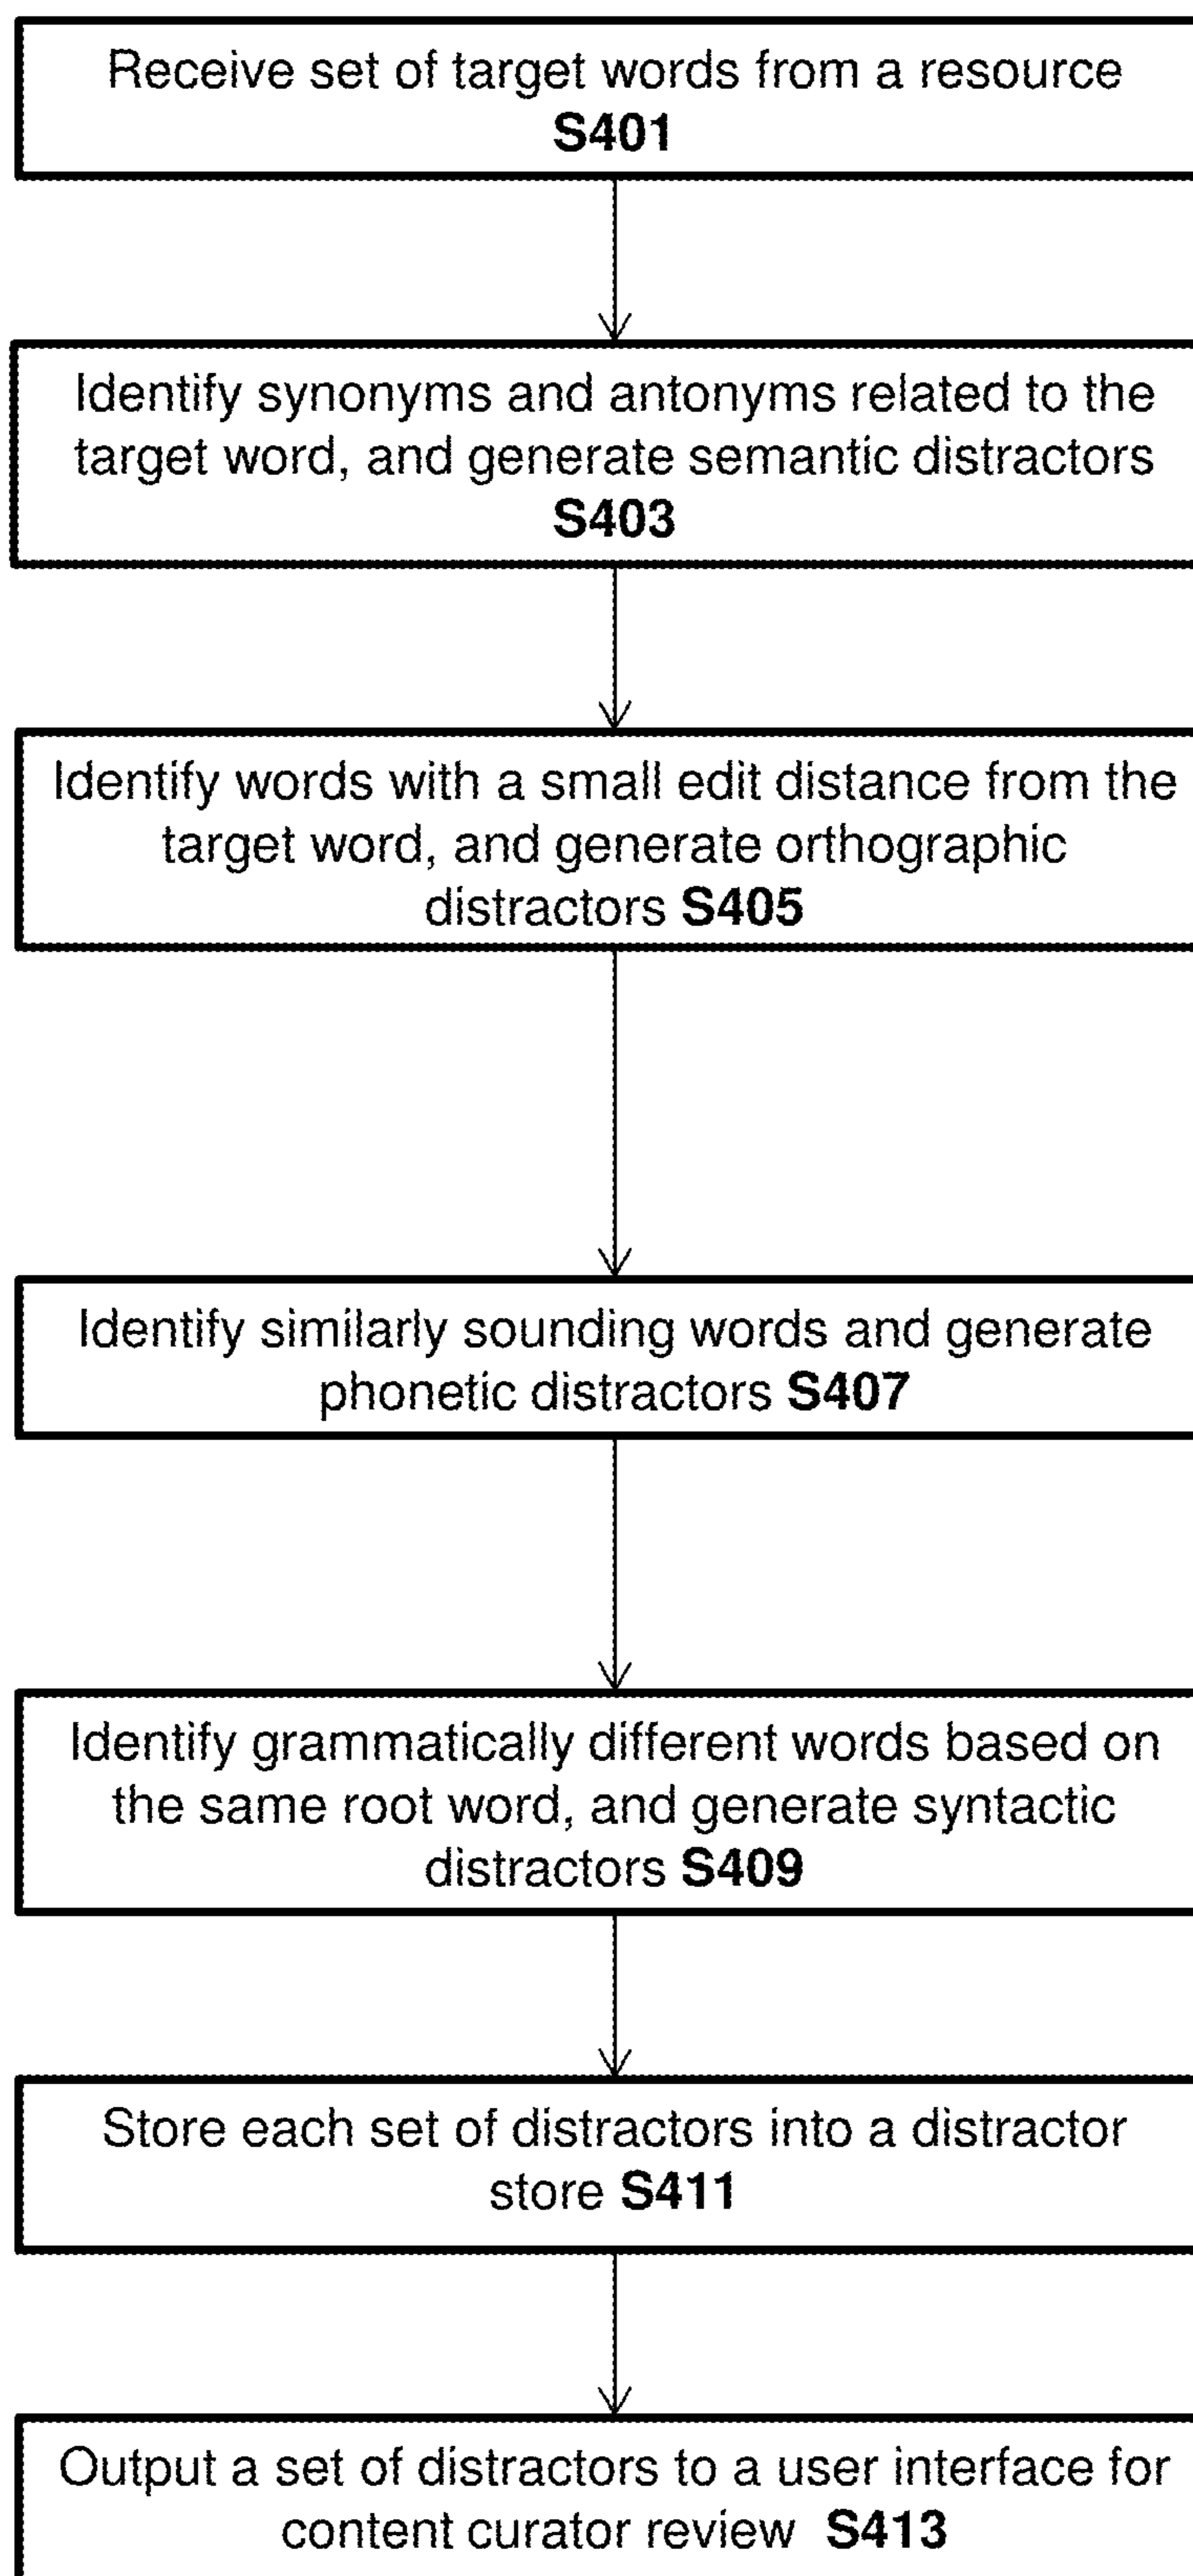 Receive set of target words from a resource
S401
Identify synonyms and antonyms related to the
target word, and generate semantic distractors
S403
Identify words with a small edit distance from the
target word, and generate orthographic
distractors S405
Identify similarly sounding words and generate
phonetic distractors S407
Identify grammatically different words based on
the same root word, and generate syntactic
distractors S409
Store each set of distractors into a distractor
store S411
Output a set of distractors to a user interface for
content curator review S413